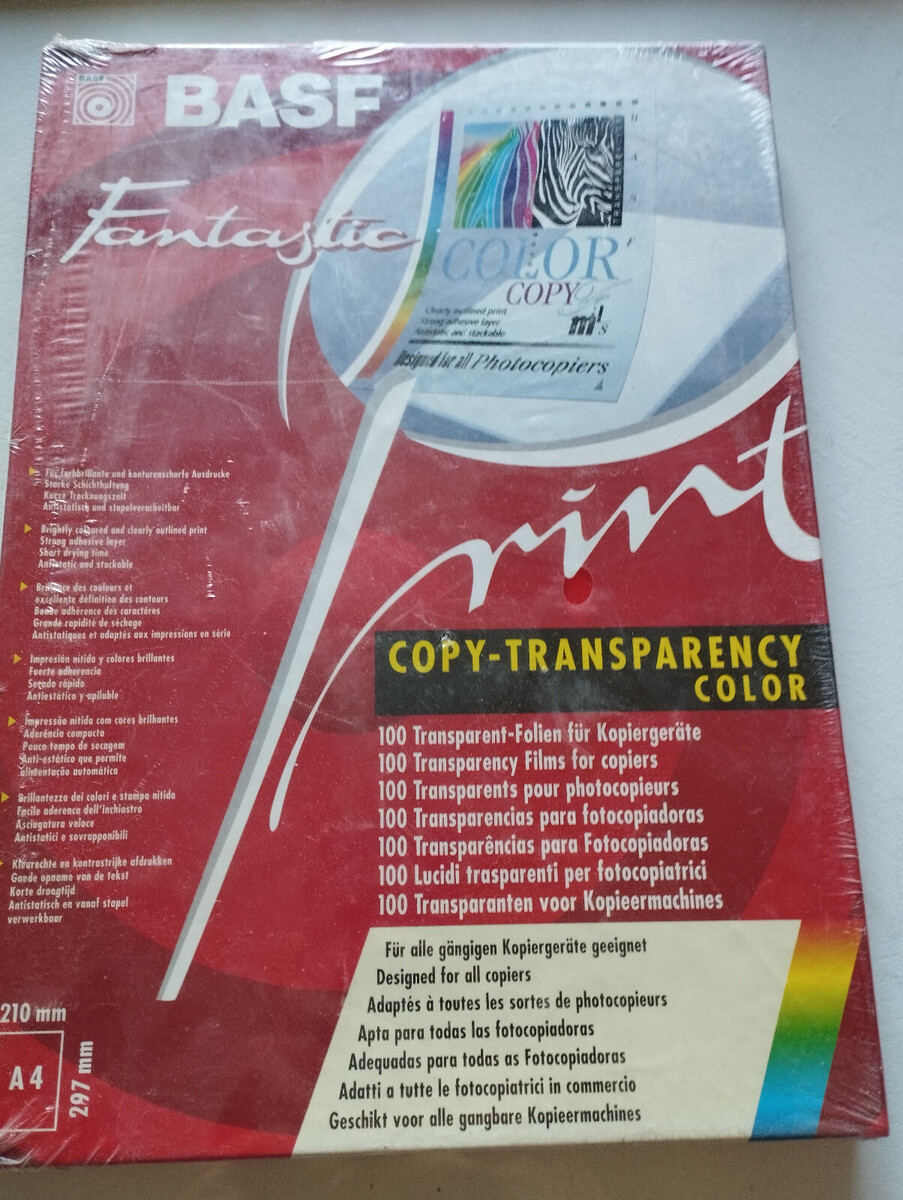 BASF
BASF
Fantastic
Print
TRANSPARENCY
COLOR
COPY
Clearly outlined print
Strong adhesive layer
Antistatic and stackable
Designed for all Photocopiers
Für farbbrillante und konturenscharfe Ausdrucke
Starke Schichthaftung
Kurze Trocknungszeit
Antistatisch und stapelverarbeitbar
Brightly coloured and clearly outlined print
Strong adhesive layer
Short drying time
Antistatic and stackable
Brillance des couleurs et
excellente définition des contours
Bonne adhérence des caractères
Grande rapidité de séchage
Antistatiques et adaptés aux impressions en série
Impresión nitida y colores brillantes
Fuerte adherencia
Secado rápido
Antiestático y apilable
Impressão nitida com cores brilhantes
Aderência compacta
Pouco tempo de secagem
Anti-estático que permite
alimentação automática
Brillantezza dei colori e stampa nitida
Facile aderenza dell'inchiostro
Asciugatura veloce
Antistatici e sovrapponibili
Kleurechte en kontrastrijke afdrukken
Goede opname van de tekst
Korte droogtijd
Antistatisch en vanaf stapel
verwerkbaar
COPY-TRANSPARENCY
COLOR
100 Transparent-Folien für Kopiergeräte
100 Transparency Films for copiers
100 Transparents pour photocopieurs
100 Transparencias para fotocopiadoras
100 Transparências para Fotocopiadoras
100 Lucidi trasparenti per fotocopiatrici
100 Transparanten voor Kopieermachines
Für alle gängigen Kopiergeräte geeignet
Designed for all copiers
Adaptés à toutes les sortes de photocopieurs
Apta para todas las fotocopiadoras
Adequadas para todas as Fotocopiadoras
Adatti a tutte le fotocopiatrici in commercio
Geschikt voor alle gangbare Kopieermachines
210 mm
A4
297 mm